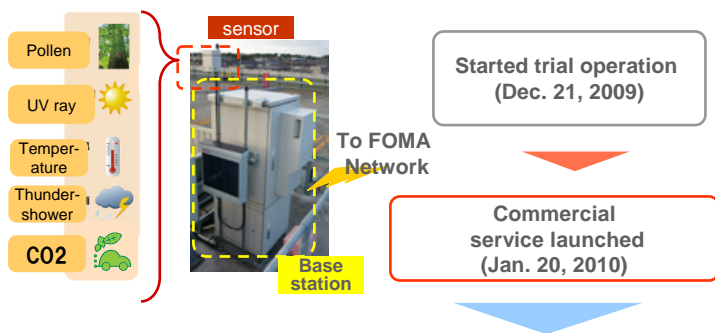 Pollen
UV ray
Temper-
ature
Thunder-
shower
CO2
sensor
Base
station
To FOMA
Network
Started trial operation
(Dec. 21, 2009)
Commercial
service launched
(Jan. 20, 2010)